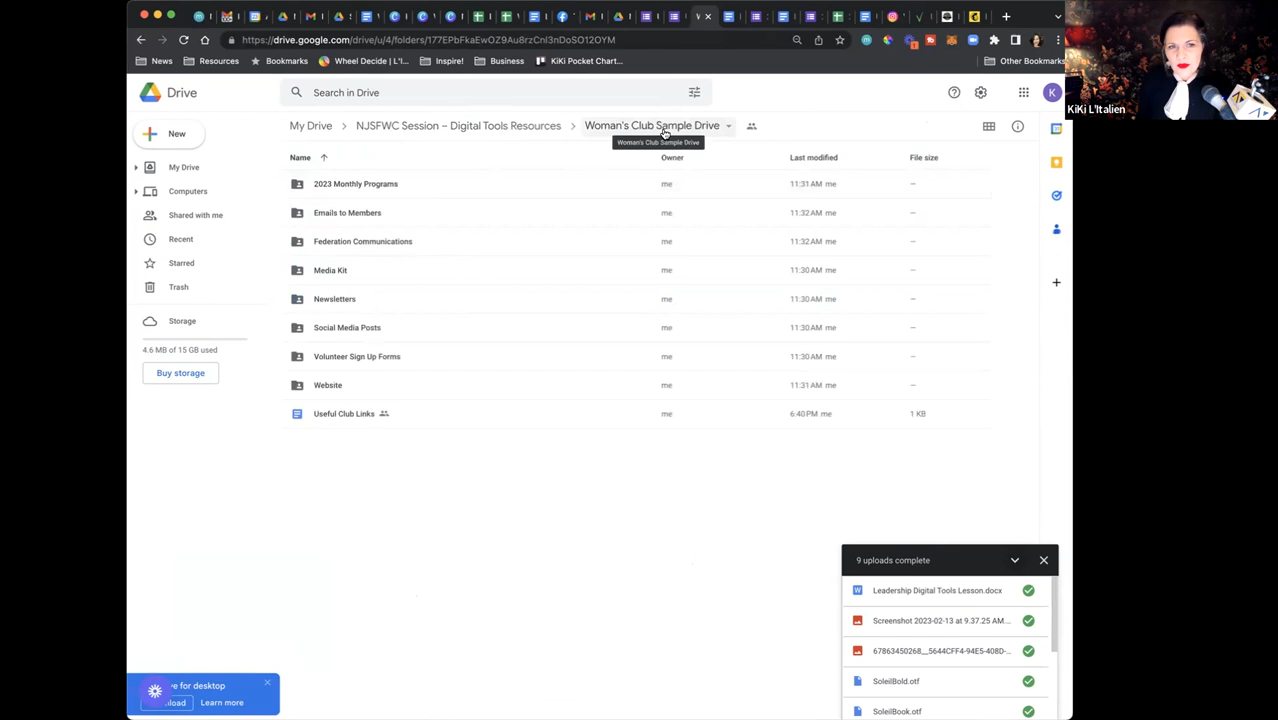 https://drive.google.com/drive/u/4/folders/177EPbFkaEwOZ9Au8rzCnI3nDoSO12OYM
News
Resources
Bookmarks
Wheel Decide | L'I...
Inspire!
Business
KiKi Pocket Chart...
Other Bookmarks
KiKi L'Italien
Drive
Search in Drive
K
New
My Drive
NJSFWC Session – Digital Tools Resources
Woman's Club Sample Drive
Woman's Club Sample Drive
My Drive
Computers
Shared with me
Recent
Starred
Trash
Storage
4.6 MB of 15 GB used
Buy storage
Name Owner Last modified File size
2023 Monthly Programs me 11:31 AM me –
Emails to Members me 11:32 AM me –
Federation Communications me 11:32 AM me –
Media Kit me 11:30 AM me –
Newsletters me 11:30 AM me –
Social Media Posts me 11:30 AM me –
Volunteer Sign Up Forms me 11:30 AM me –
Website me 11:31 AM me –
Useful Club Links me 6:40 PM me 1 KB
9 uploads complete
Leadership Digital Tools Lesson.docx
Screenshot 2023-02-13 at 9.37.25 AM...
67863450268__5644CFF4-94E5-408D-...
SoleilBold.otf
SoleilBook.otf
ve for desktop
nload Learn more